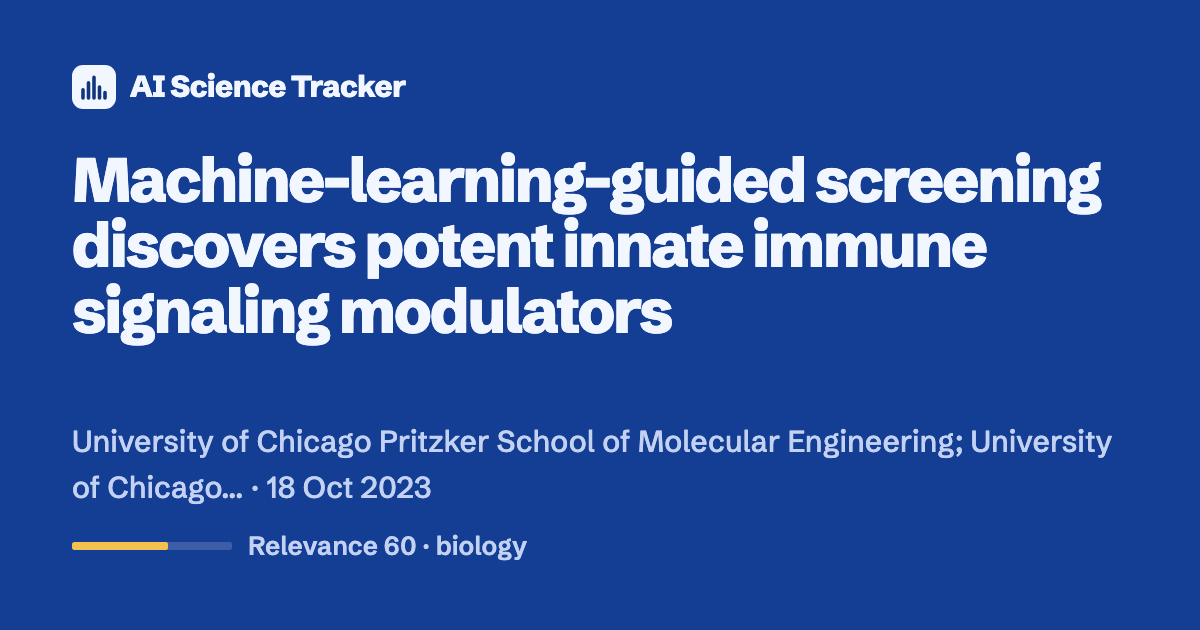 AI Science Tracker
Machine-learning-guided screening
discovers potent innate immune
signaling modulators
University of Chicago Pritzker School of Molecular Engineering; University
of Chicago... · 18 Oct 2023
Relevance 60 · biology